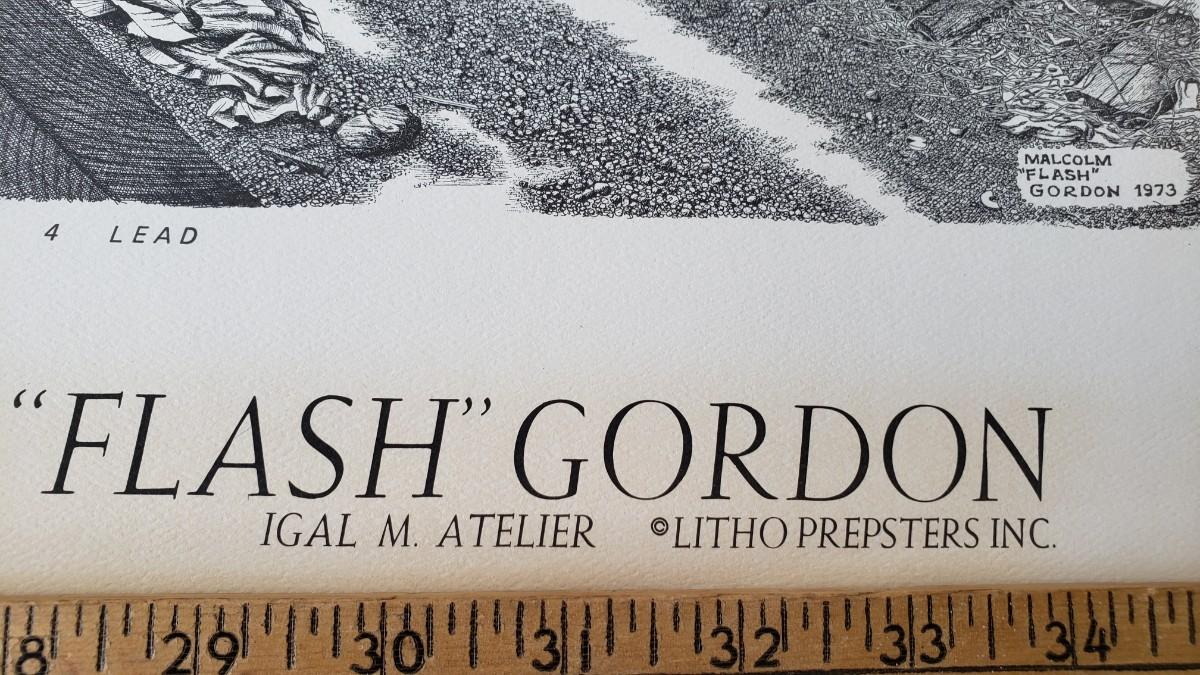 MALCOLM
"FLASH"
GORDON 1973
4 LEAD
“FLASH” GORDON
IGAL M. ATELIER ©LITHO PREPSTERS INC.
8 29 30 31 32 33 34